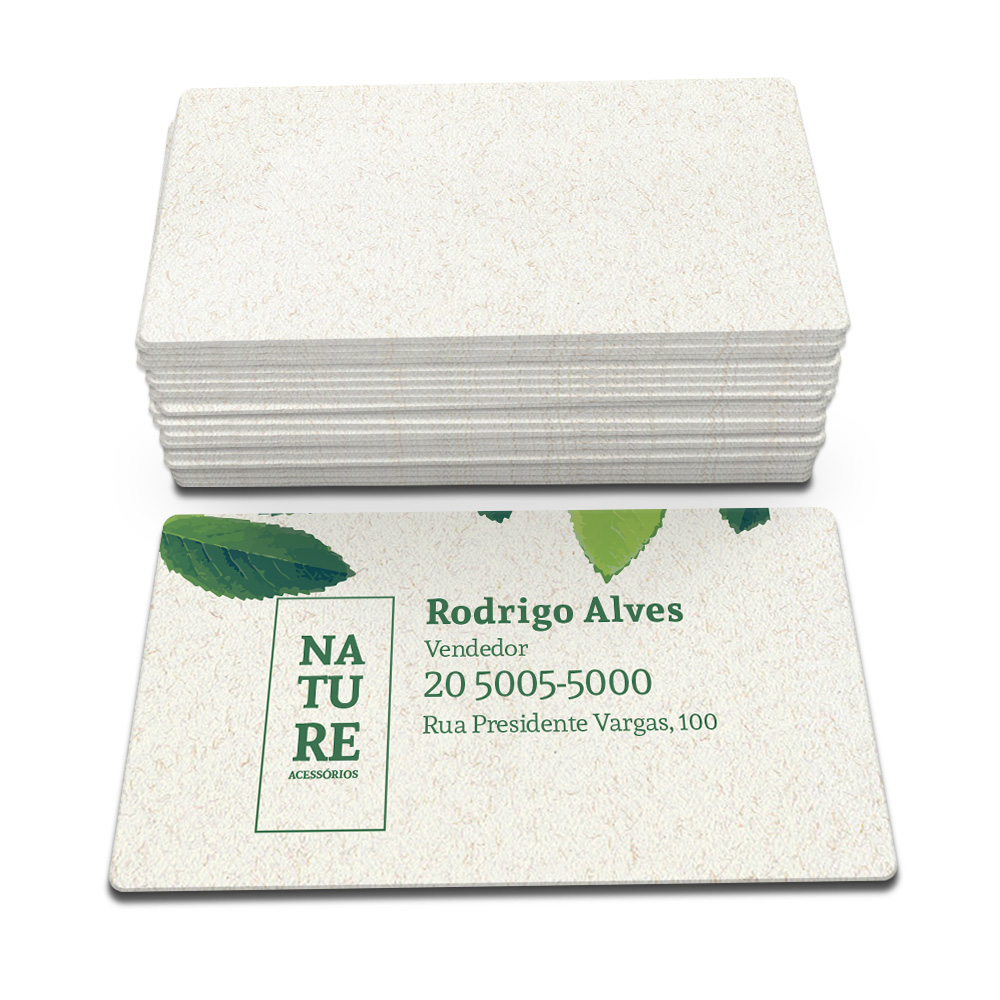 NA
TU
RE
ACESSÓRIOS
Rodrigo Alves
Vendedor
20 5005-5000
Rua Presidente Vargas, 100